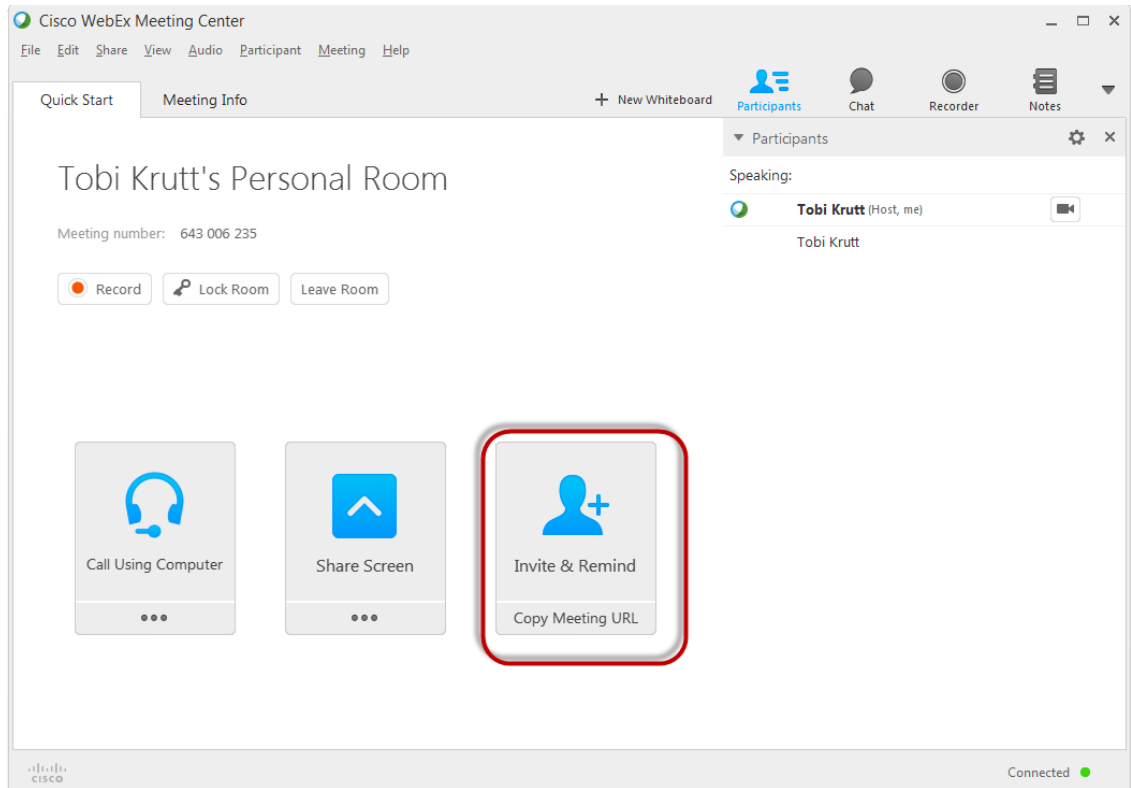 Cisco WebEx Meeting Center
File Edit Share View Audio Participant Meeting Help
Quick Start Meeting Info + New Whiteboard Participants Chat Recorder Notes
Participants
Speaking:
Tobi Krutt (Host, me)
Tobi Krutt
Tobi Krutt's Personal Room
Meeting number: 643 006 235
Record Lock Room Leave Room
Call Using Computer Share Screen Invite & Remind
Copy Meeting URL
CISCO Connected